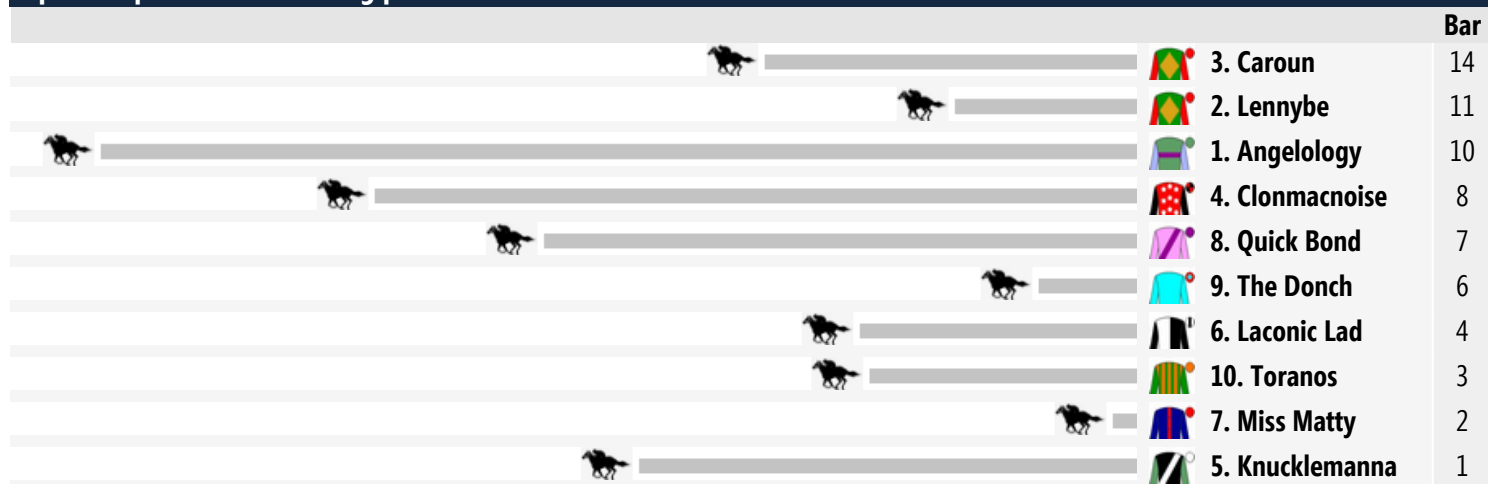 Bar
3. Caroun 14
2. Lennybe 11
1. Angelology 10
4. Clonmacnoise 8
8. Quick Bond 7
9. The Donch 6
6. Laconic Lad 4
10. Toranos 3
7. Miss Matty 2
5. Knucklemanna 1